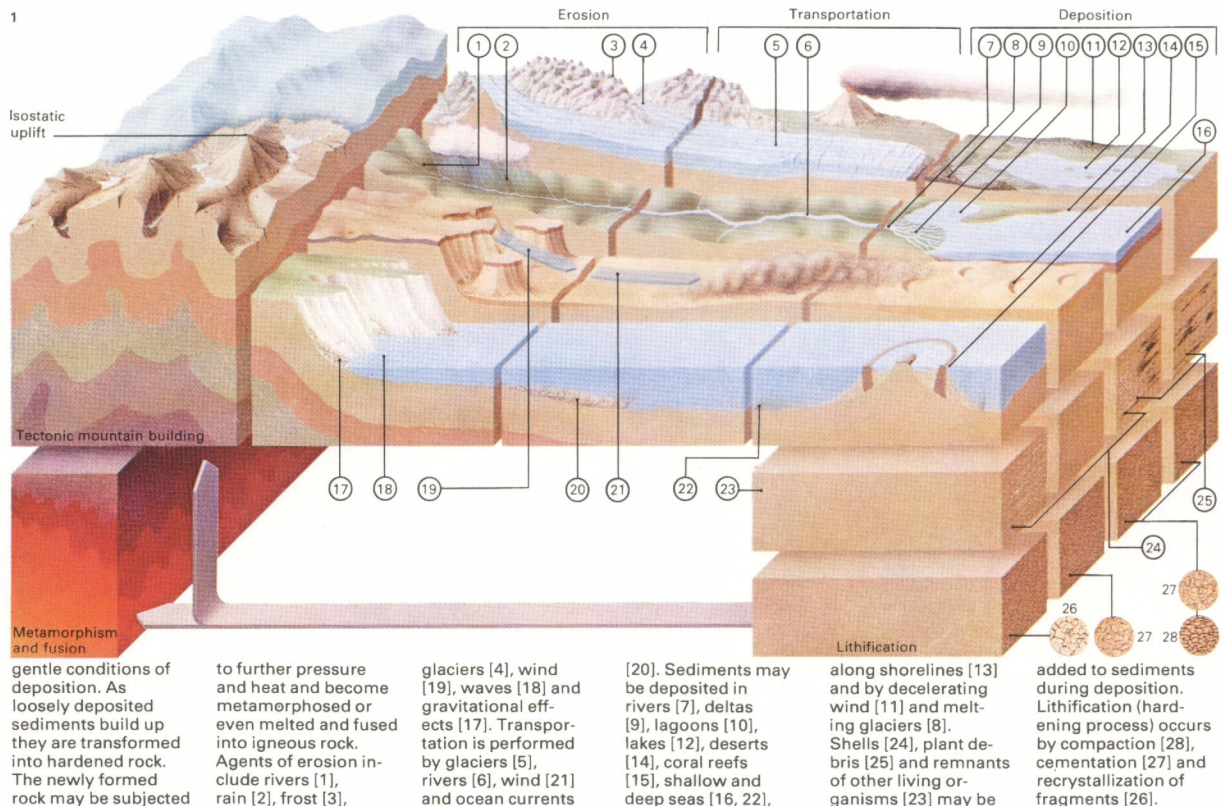 1
Erosion
Transportation
Deposition
1 2 3 4 5 6 7 8 9 10 11 12 13 14 15
16
Isostatic
uplift
Tectonic mountain building
17 18 19 20 21 22 23
25
24
27
26
27 28
Metamorphism
and fusion
Lithification
gentle conditions of
deposition. As
loosely deposited
sediments build up
they are transformed
into hardened rock.
The newly formed
rock may be subjected
to further pressure
and heat and become
metamorphosed or
even melted and fused
into igneous rock.
Agents of erosion in-
clude rivers [1],
rain [2], frost [3],
glaciers [4], wind
[19], waves [18] and
gravitational eff-
ects [17]. Transpor-
tation is performed
by glaciers [5],
rivers [6], wind [21]
and ocean currents
[20]. Sediments may
be deposited in
rivers [7], deltas
[9], lagoons [10],
lakes [12], deserts
[14], coral reefs
[15], shallow and
deep seas [16, 22],
along shorelines [13]
and by decelerating
wind [11] and melt-
ing glaciers [8].
Shells [24], plant de-
bris [25] and remnants
of other living or-
ganisms [23] may be
added to sediments
during deposition.
Lithification (hard-
ening process) occurs
by compaction [28],
cementation [27] and
recrystallization of
fragments [26].